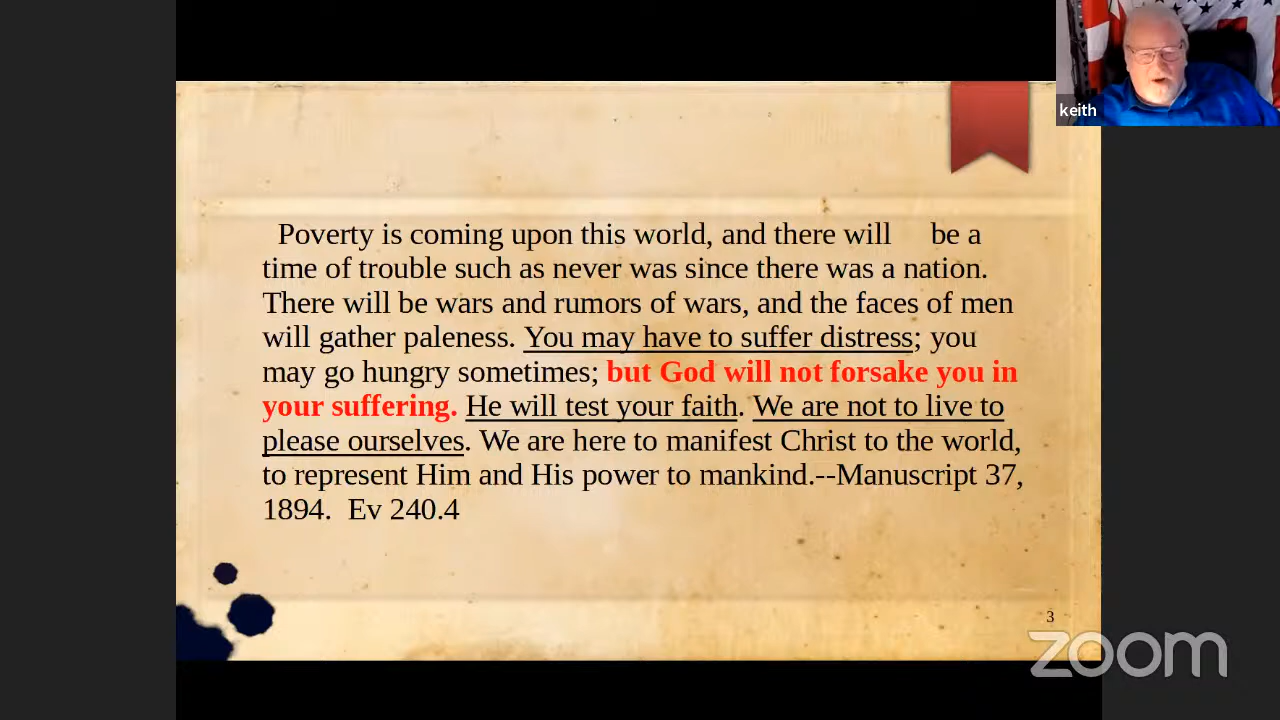 keith
Poverty is coming upon this world, and there will be a
time of trouble such as never was since there was a nation.
There will be wars and rumors of wars, and the faces of men
will gather paleness. You may have to suffer distress; you
may go hungry sometimes; but God will not forsake you in
your suffering. He will test your faith. We are not to live to
please ourselves. We are here to manifest Christ to the world,
to represent Him and His power to mankind.--Manuscript 37,
1894. Ev 240.4
3
zoom